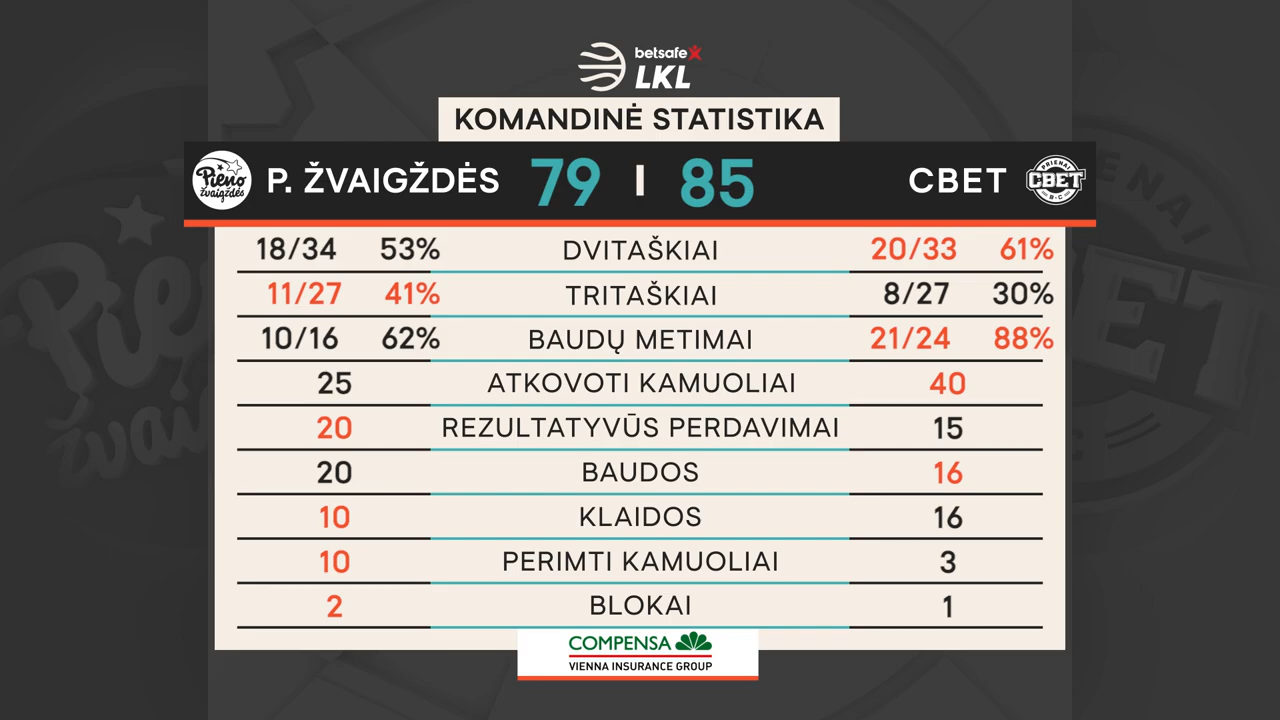 betsafe
LKL
KOMANDINĖ STATISTIKA
Pieno žvaigždės P. ŽVAIGŽDĖS 79 | 85 CBET PRIENAI CBET B·C
18/34 53% DVITAŠKIAI 20/33 61%
11/27 41% TRITAŠKIAI 8/27 30%
10/16 62% BAUDŲ METIMAI 21/24 88%
25 ATKOVOTI KAMUOLIAI 40
20 REZULTATYVŪS PERDAVIMAI 15
20 BAUDOS 16
10 KLAIDOS 16
10 PERIMTI KAMUOLIAI 3
2 BLOKAI 1
COMPENSA
VIENNA INSURANCE GROUP